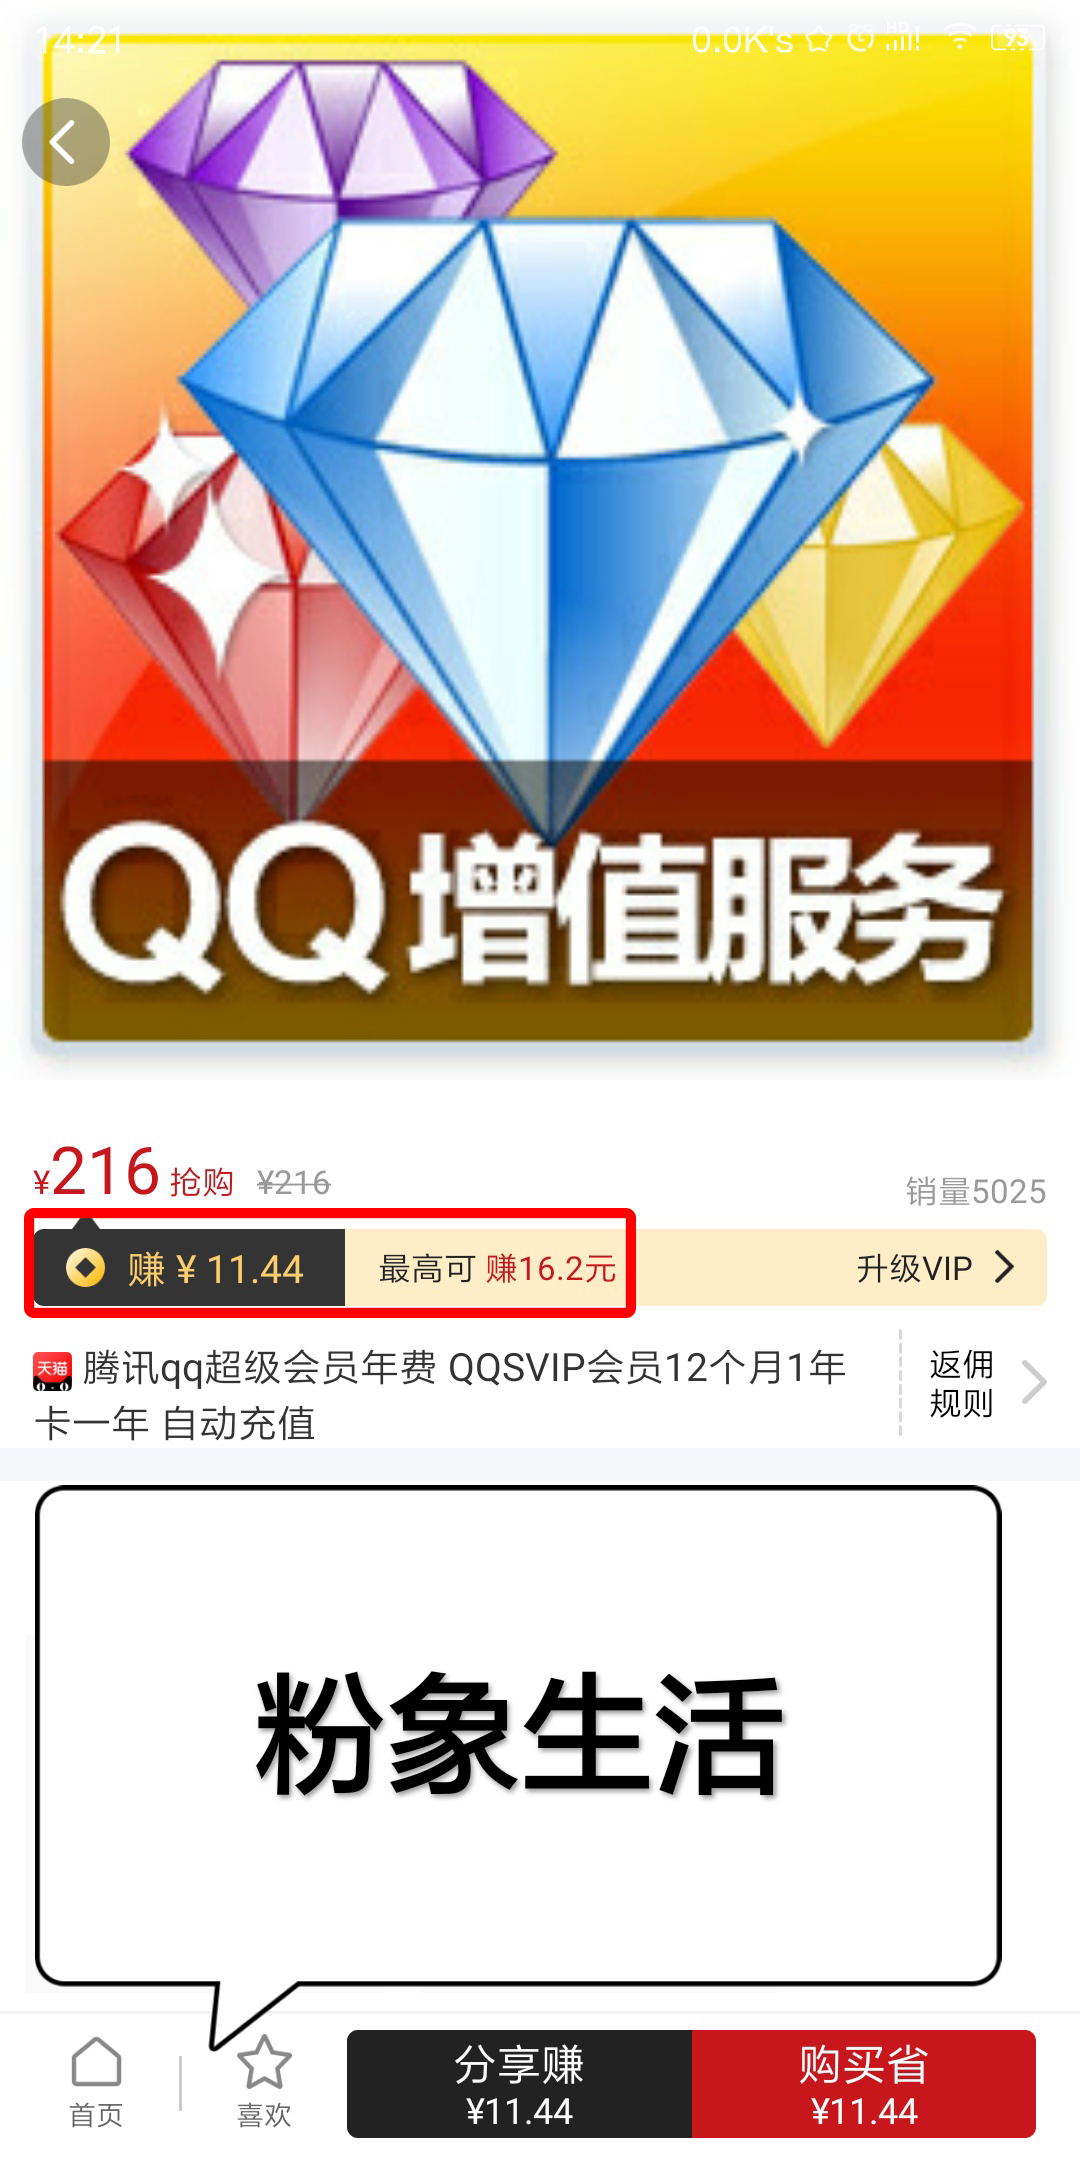 14:21
0.0K's
HD
93
QQ增值服务
¥216 抢购 ¥216
销量5025
赚 ¥ 11.44
最高可 赚16.2元
升级VIP
天猫
腾讯qq超级会员年费 QQSVIP会员12个月1年
卡一年 自动充值
返佣
规则
粉象生活
首页
喜欢
分享赚
¥11.44
购买省
¥11.44